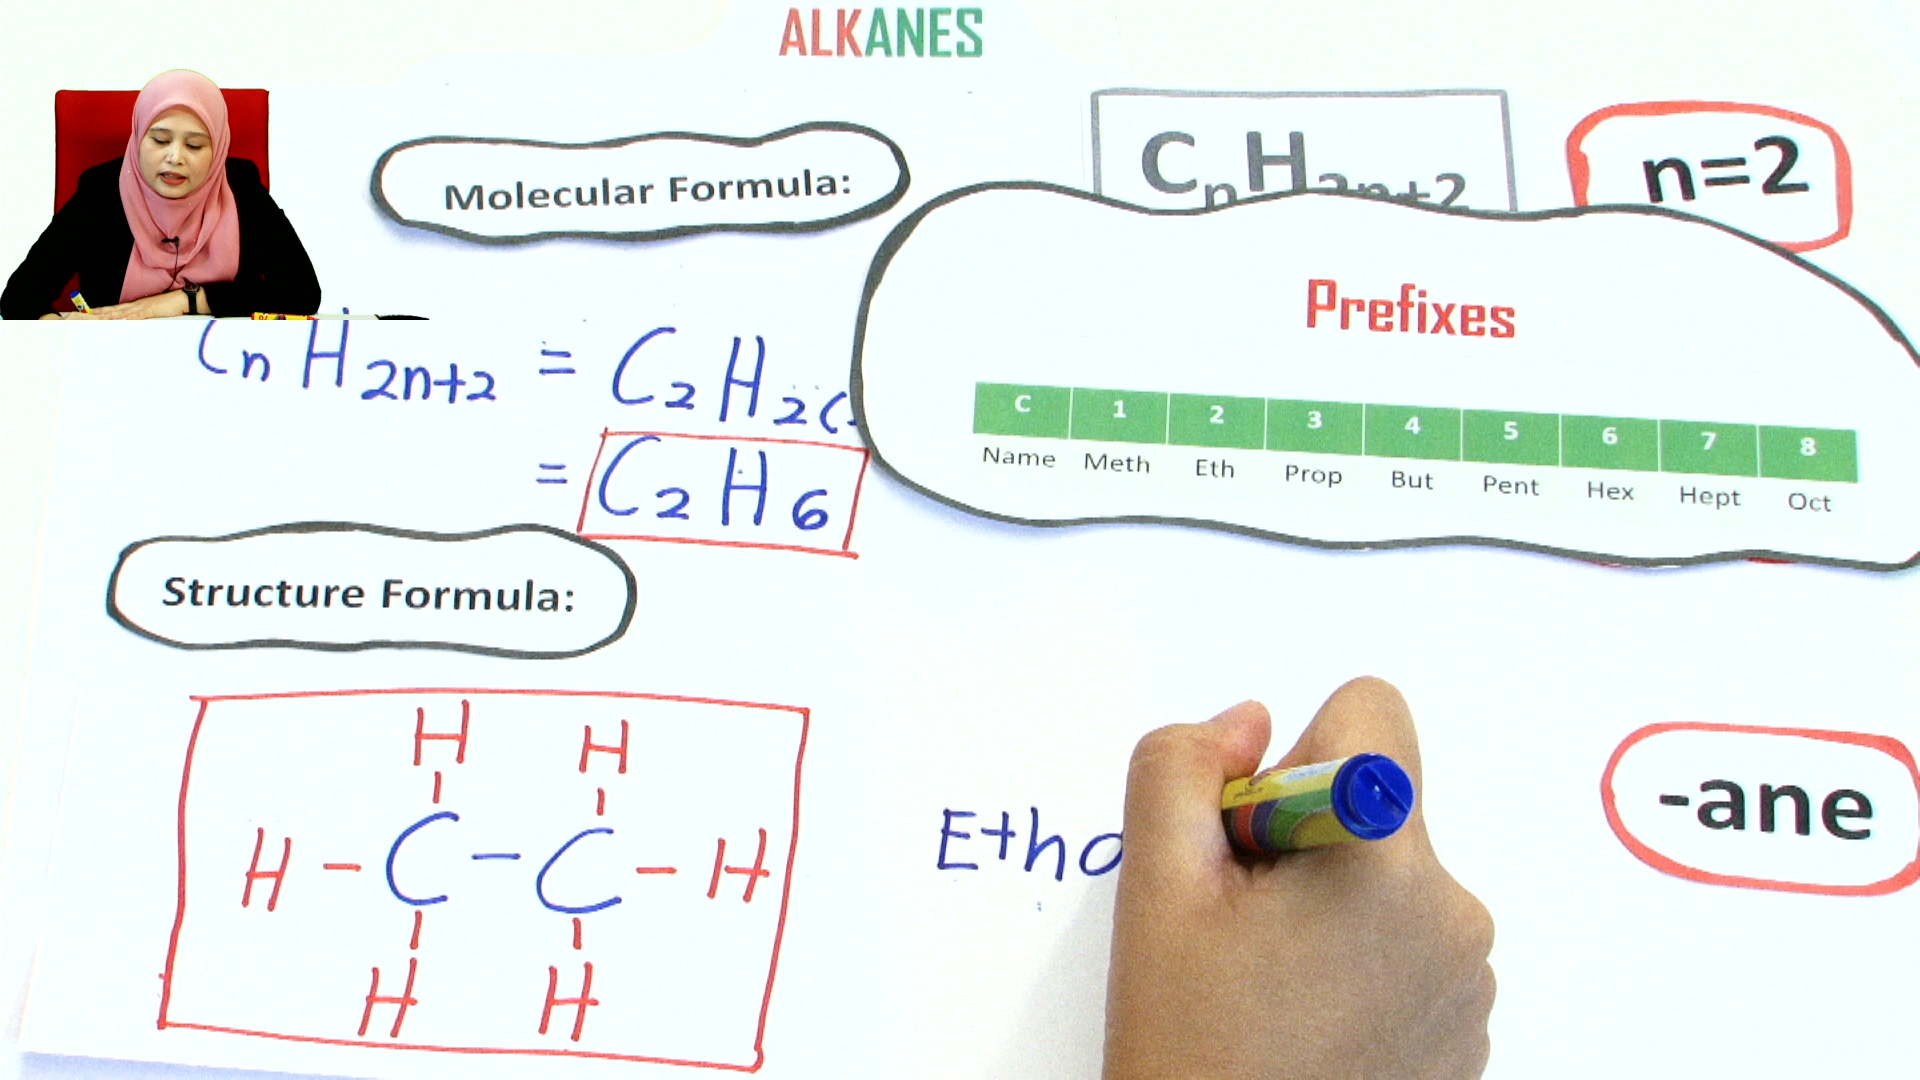 ALKANES
Molecular Formula:
CnH2n+2
n=2
Prefixes
CnH2n+2 = C2H2(
= C2H6
C 1 2 3 4 5 6 7 8
Name Meth Eth Prop But Pent Hex Hept Oct
Structure Formula:
H H
H - C - C - H
H H
Etha
-ane